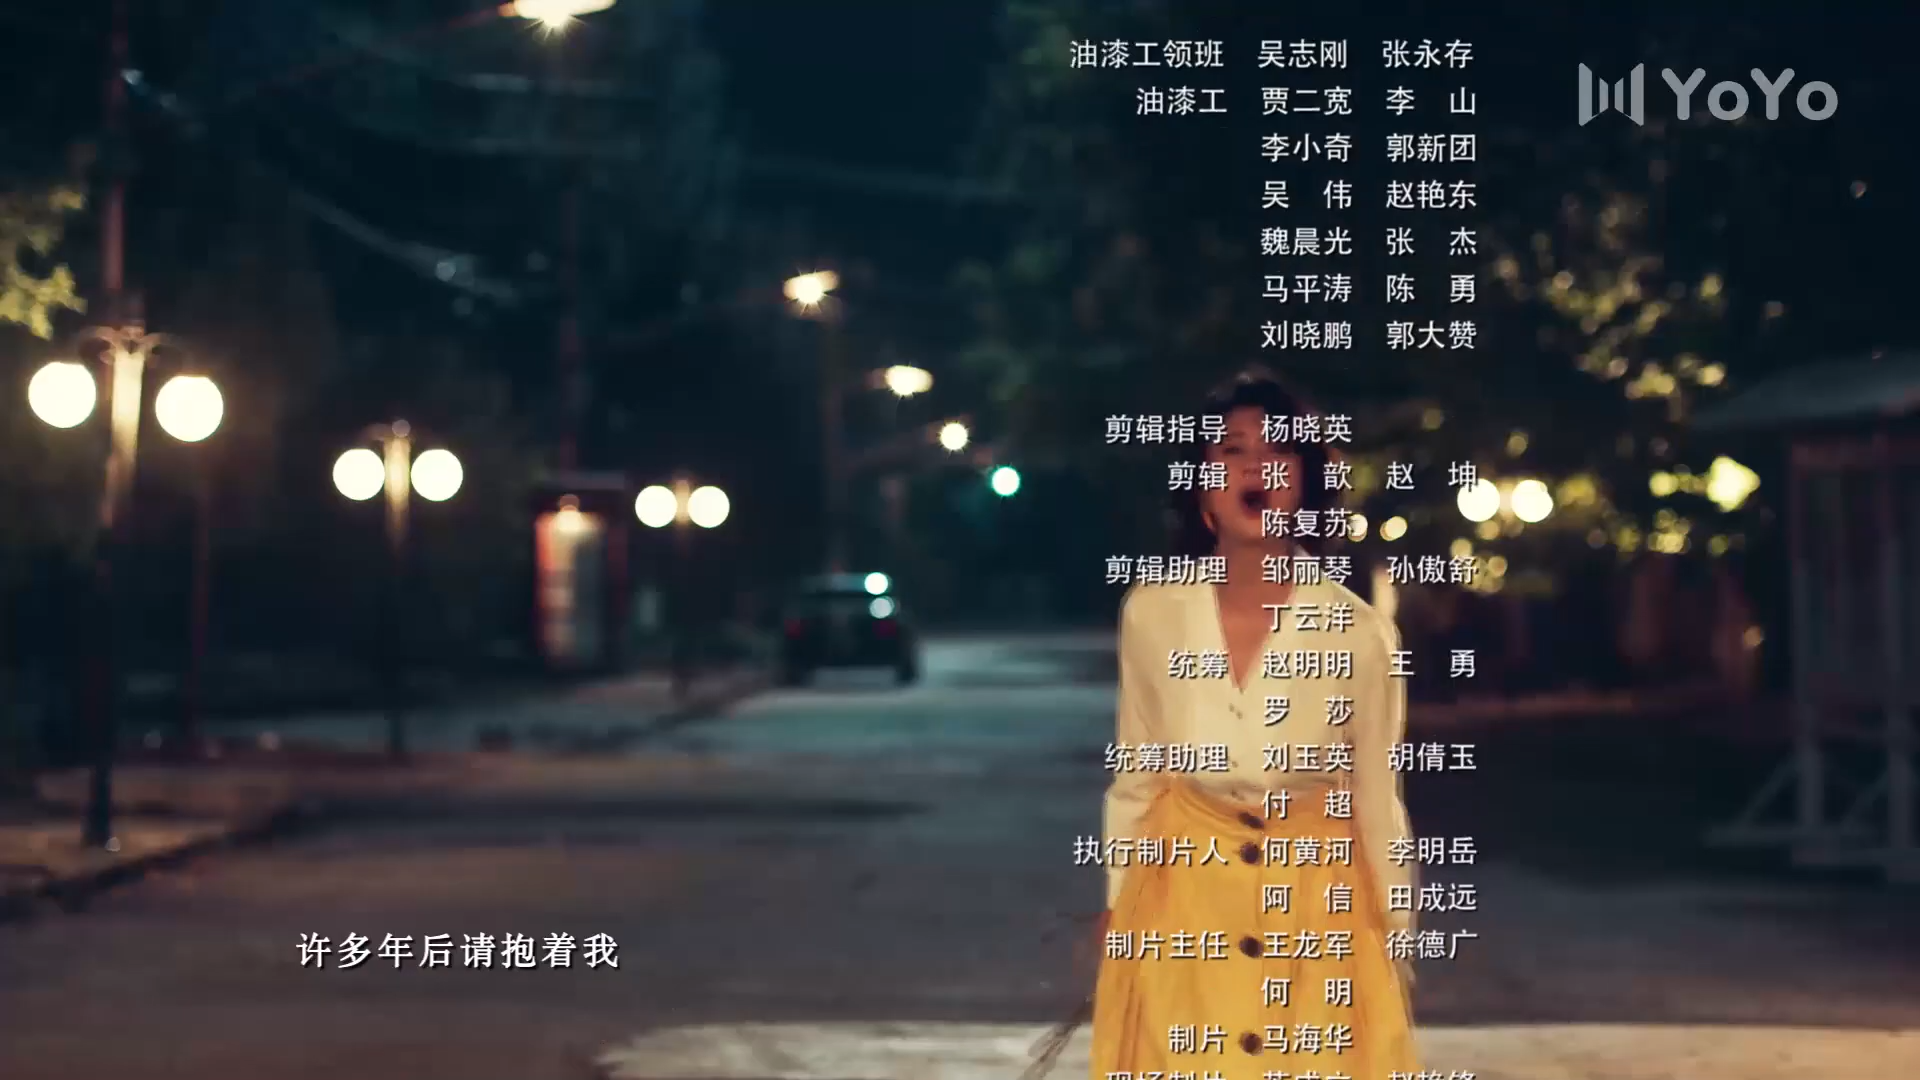 油漆工领班 吴志刚 张永存
油漆工 贾二宽 李 山
李小奇 郭新团
吴 伟 赵艳东
魏晨光 张 杰
马平涛 陈 勇
刘晓鹏 郭大赞
YoYo
剪辑指导 杨晓英
剪辑 张 歆 赵 坤
陈复苏
剪辑助理 邹丽琴 孙傲舒
丁云洋
统筹 赵明明 王 勇
罗 莎
统筹助理 刘玉英 胡倩玉
付 超
执行制片人 何黄河 李明岳
阿 信 田成远
制片主任 王龙军 徐德广
何 明
制片 马海华
许多年后请抱着我